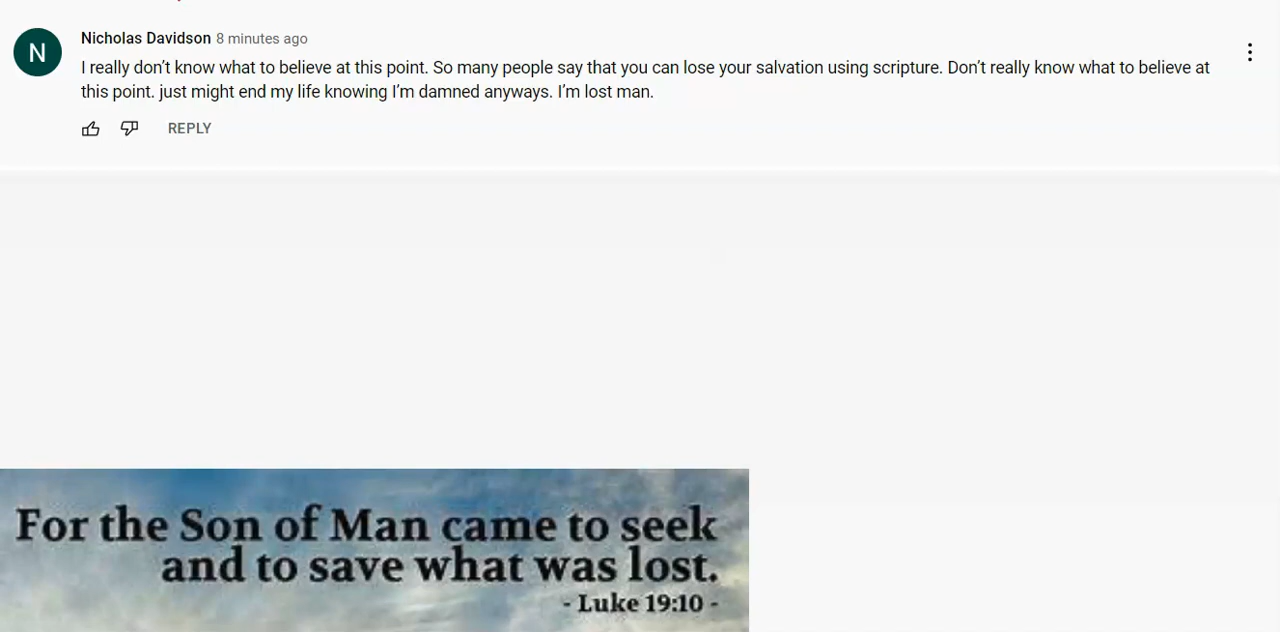 N
Nicholas Davidson 8 minutes ago
I really don't know what to believe at this point. So many people say that you can lose your salvation using scripture. Don't really know what to believe at
this point. just might end my life knowing I'm damned anyways. I'm lost man.
REPLY
For the Son of Man came to seek
and to save what was lost.
- Luke 19:10 -